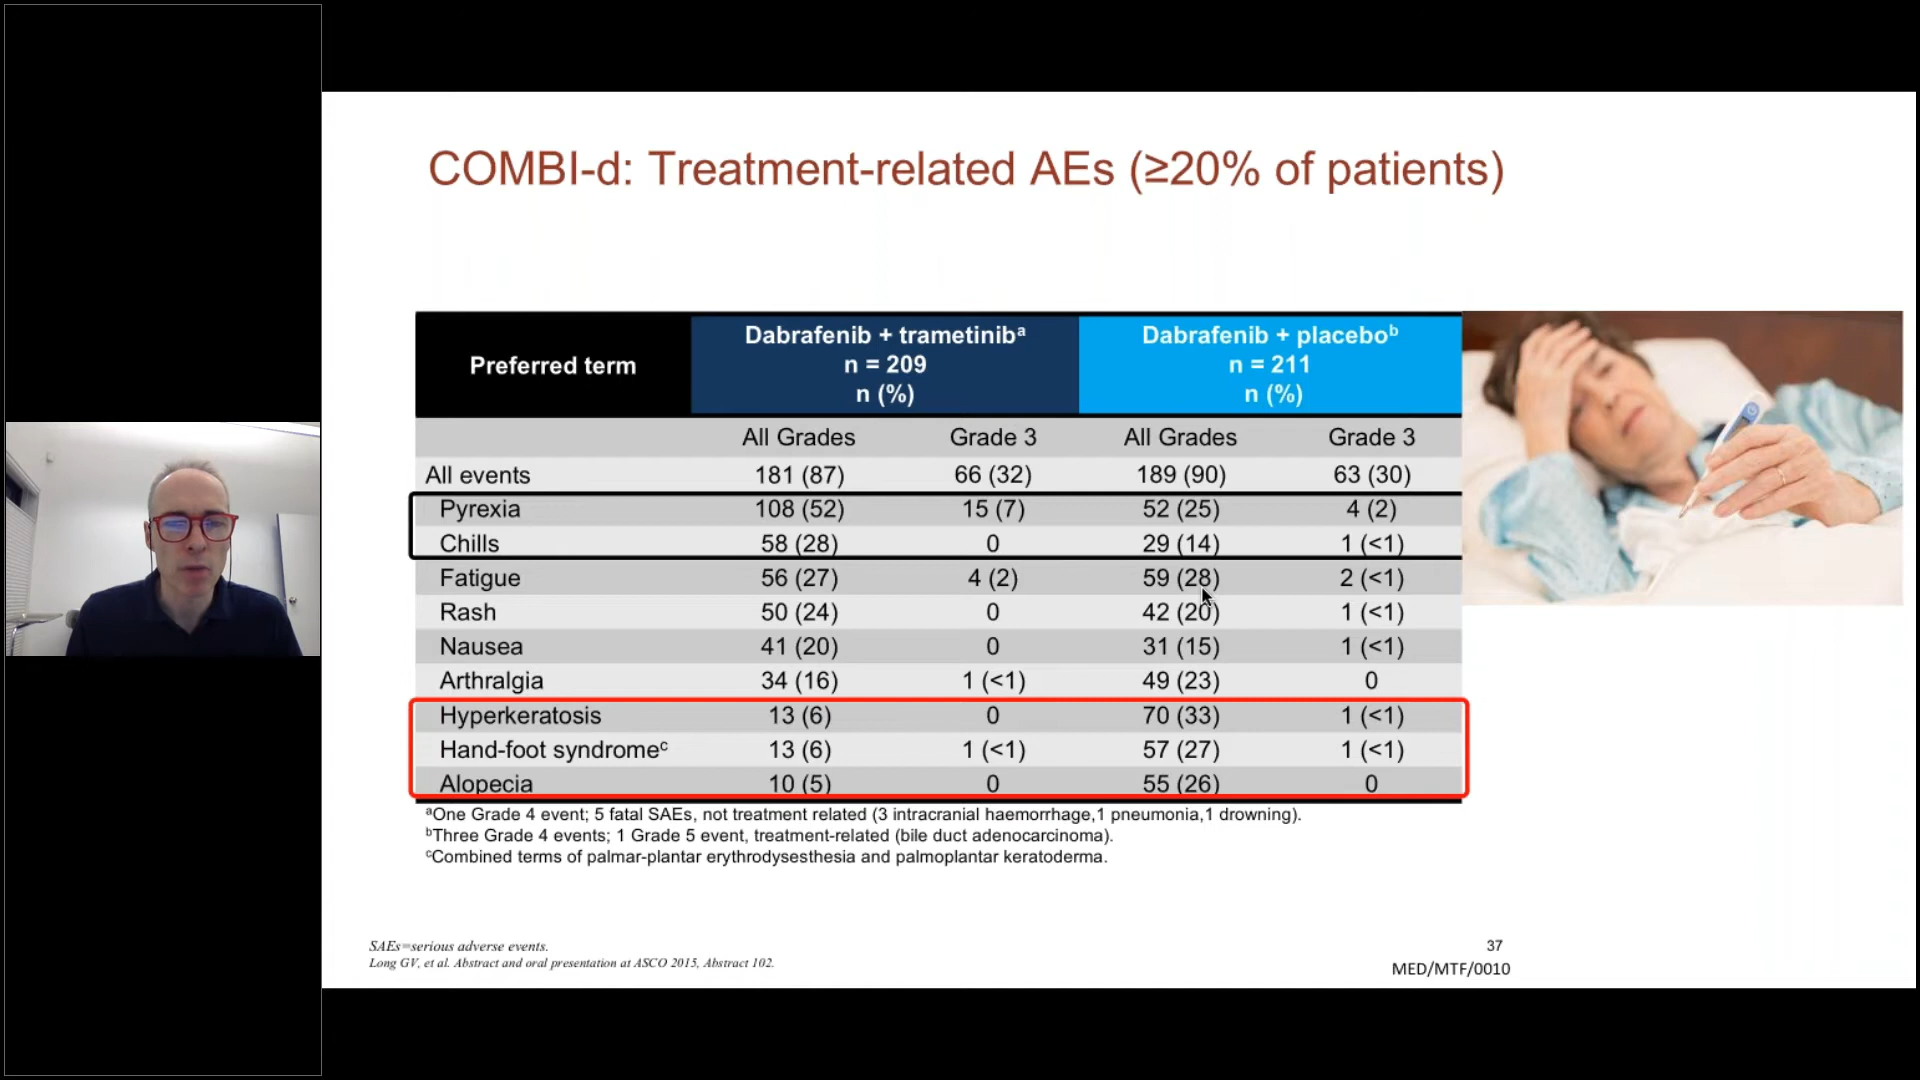 COMBI-d: Treatment-related AEs (≥20% of patients)
Preferred term
Dabrafenib + trametinibᵃ
n = 209
n (%)
Dabrafenib + placeboᵇ
n = 211
n (%)
All Grades Grade 3 All Grades Grade 3
All events 181 (87) 66 (32) 189 (90) 63 (30)
Pyrexia 108 (52) 15 (7) 52 (25) 4 (2)
Chills 58 (28) 0 29 (14) 1 (<1)
Fatigue 56 (27) 4 (2) 59 (28) 2 (<1)
Rash 50 (24) 0 42 (20) 1 (<1)
Nausea 41 (20) 0 31 (15) 1 (<1)
Arthralgia 34 (16) 1 (<1) 49 (23) 0
Hyperkeratosis 13 (6) 0 70 (33) 1 (<1)
Hand-foot syndromeᶜ 13 (6) 1 (<1) 57 (27) 1 (<1)
Alopecia 10 (5) 0 55 (26) 0
ᵃOne Grade 4 event; 5 fatal SAEs, not treatment related (3 intracranial haemorrhage,1 pneumonia,1 drowning).
ᵇThree Grade 4 events; 1 Grade 5 event, treatment-related (bile duct adenocarcinoma).
ᶜCombined terms of palmar-plantar erythrodysesthesia and palmoplantar keratoderma.
SAEs=serious adverse events.
Long GV, et al. Abstract and oral presentation at ASCO 2015, Abstract 102.
37
MED/MTF/0010